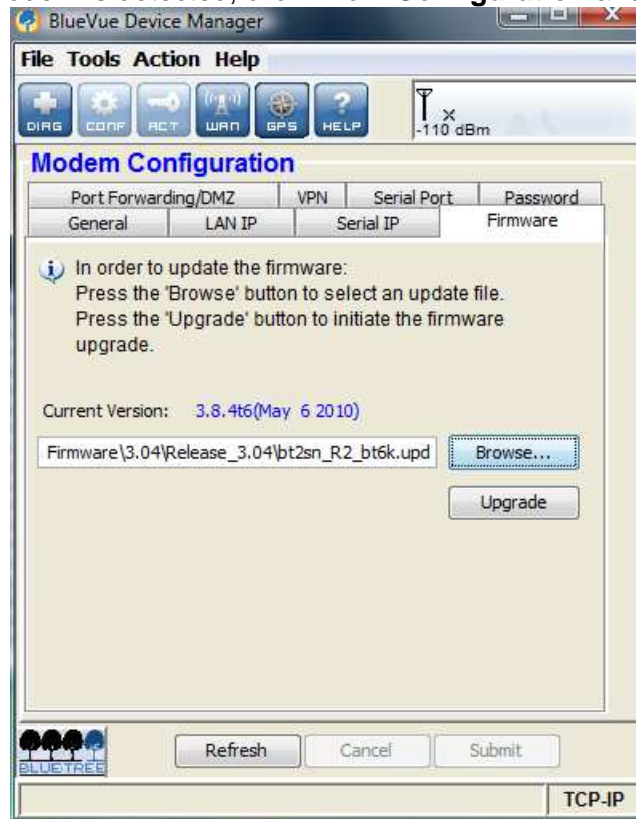 BlueVue Device Manager
File Tools Action Help
DIAG CONF ACT WAN GPS HELP
-110 dBm
Modem Configuration
Port Forwarding/DMZ VPN Serial Port Password
General LAN IP Serial IP Firmware
In order to update the firmware:
Press the 'Browse' button to select an update file.
Press the 'Upgrade' button to initiate the firmware
upgrade.
Current Version: 3.8.4t6(May 6 2010)
Firmware\3.04\Release_3.04\bt2sn_R2_bt6k.upd Browse...
Upgrade
BLUETREE
Refresh Cancel Submit
TCP-IP